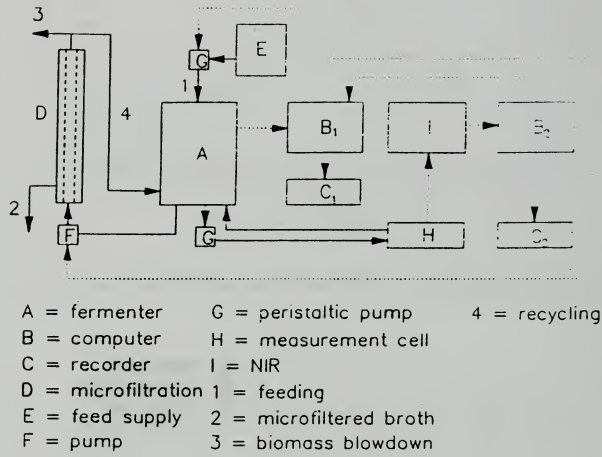 3
G
E
1
D
4
A
B₁
I
B₂
C₁
2
F
G
H
C₂
A = fermenter
B = computer
C = recorder
D = microfiltration
E = feed supply
F = pump
G = peristaltic pump
H = measurement cell
I = NIR
1 = feeding
2 = microfiltered broth
3 = biomass blowdown
4 = recycling